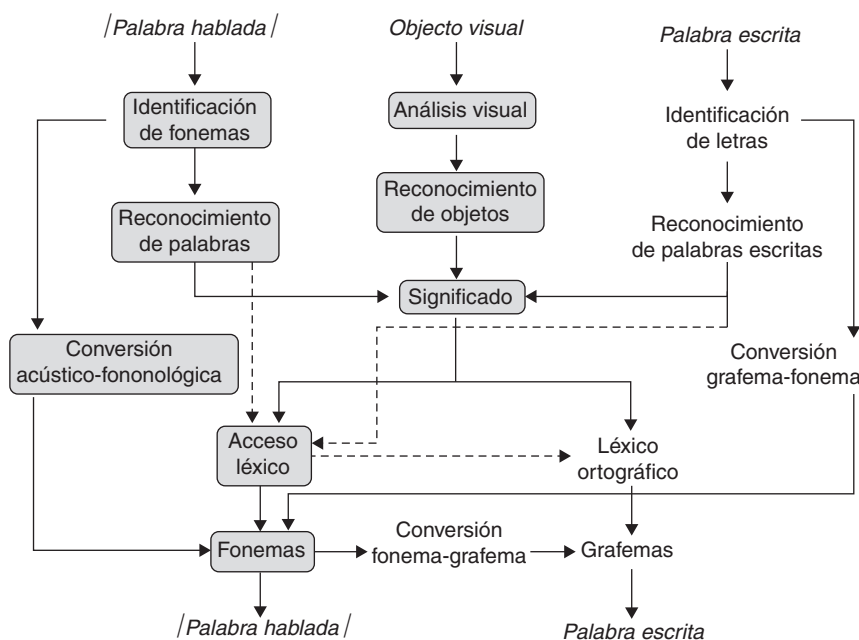 /Palabra hablada/
Objecto visual
Palabra escrita
Identificación
de fonemas
Análisis visual
Identificación
de letras
Reconocimiento
de palabras
Reconocimiento
de objetos
Reconocimiento
de palabras escritas
Significado
Conversión
acústico-fononológica
Conversión
grafema-fonema
Acceso
léxico
Léxico
ortográfico
Fonemas
Conversión
fonema-grafema
Grafemas
/Palabra hablada/
Palabra escrita